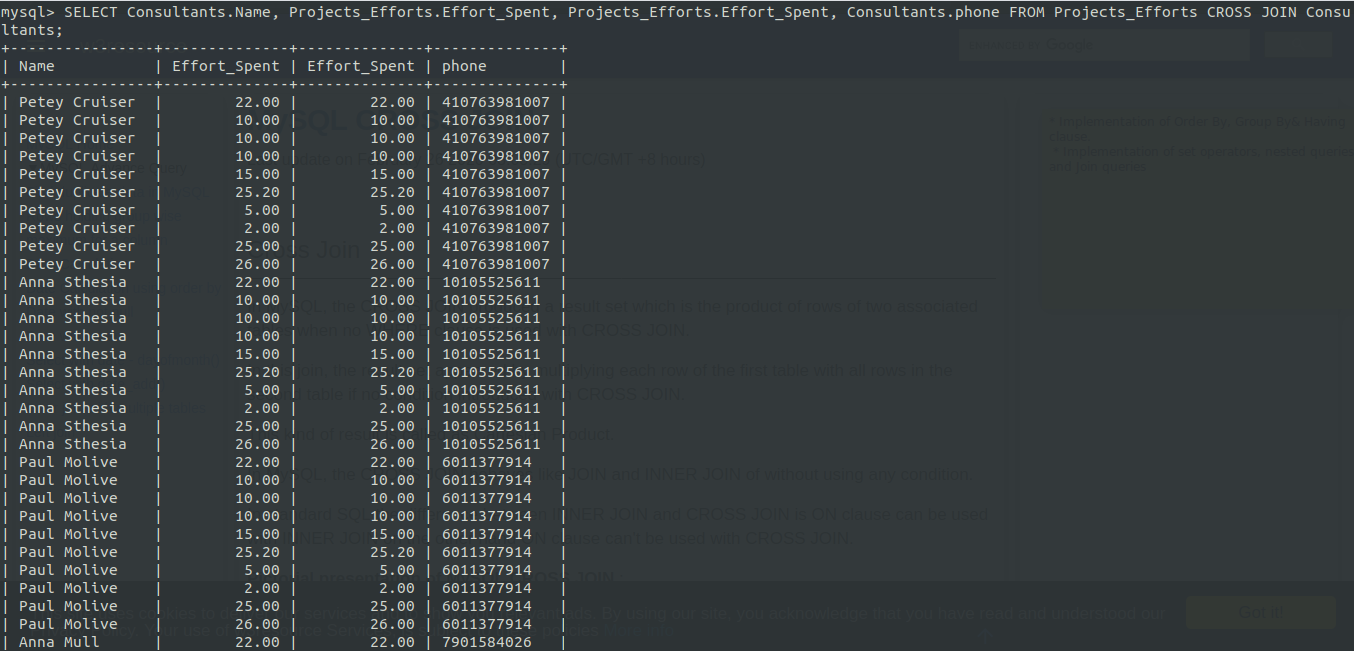 mysql> SELECT Consultants.Name, Projects_Efforts.Effort_Spent, Projects_Efforts.Effort_Spent, Consultants.phone FROM Projects_Efforts CROSS JOIN Consu
ltants;
+----------------+--------------+--------------+--------------+
| Name           | Effort_Spent | Effort_Spent | phone        |
+----------------+--------------+--------------+--------------+
| Petey Cruiser  |        22.00 |        22.00 | 410763981007 |
| Petey Cruiser  |        10.00 |        10.00 | 410763981007 |
| Petey Cruiser  |        10.00 |        10.00 | 410763981007 |
| Petey Cruiser  |        10.00 |        10.00 | 410763981007 |
| Petey Cruiser  |        15.00 |        15.00 | 410763981007 |
| Petey Cruiser  |        25.20 |        25.20 | 410763981007 |
| Petey Cruiser  |         5.00 |         5.00 | 410763981007 |
| Petey Cruiser  |         2.00 |         2.00 | 410763981007 |
| Petey Cruiser  |        25.00 |        25.00 | 410763981007 |
| Petey Cruiser  |        26.00 |        26.00 | 410763981007 |
| Anna Sthesia   |        22.00 |        22.00 | 10105525611  |
| Anna Sthesia   |        10.00 |        10.00 | 10105525611  |
| Anna Sthesia   |        10.00 |        10.00 | 10105525611  |
| Anna Sthesia   |        10.00 |        10.00 | 10105525611  |
| Anna Sthesia   |        15.00 |        15.00 | 10105525611  |
| Anna Sthesia   |        25.20 |        25.20 | 10105525611  |
| Anna Sthesia   |         5.00 |         5.00 | 10105525611  |
| Anna Sthesia   |         2.00 |         2.00 | 10105525611  |
| Anna Sthesia   |        25.00 |        25.00 | 10105525611  |
| Anna Sthesia   |        26.00 |        26.00 | 10105525611  |
| Paul Molive    |        22.00 |        22.00 | 6011377914   |
| Paul Molive    |        10.00 |        10.00 | 6011377914   |
| Paul Molive    |        10.00 |        10.00 | 6011377914   |
| Paul Molive    |        10.00 |        10.00 | 6011377914   |
| Paul Molive    |        15.00 |        15.00 | 6011377914   |
| Paul Molive    |        25.20 |        25.20 | 6011377914   |
| Paul Molive    |         5.00 |         5.00 | 6011377914   |
| Paul Molive    |         2.00 |         2.00 | 6011377914   |
| Paul Molive    |        25.00 |        25.00 | 6011377914   |
| Paul Molive    |        26.00 |        26.00 | 6011377914   |
| Anna Mull      |        22.00 |        22.00 | 7901584026   |